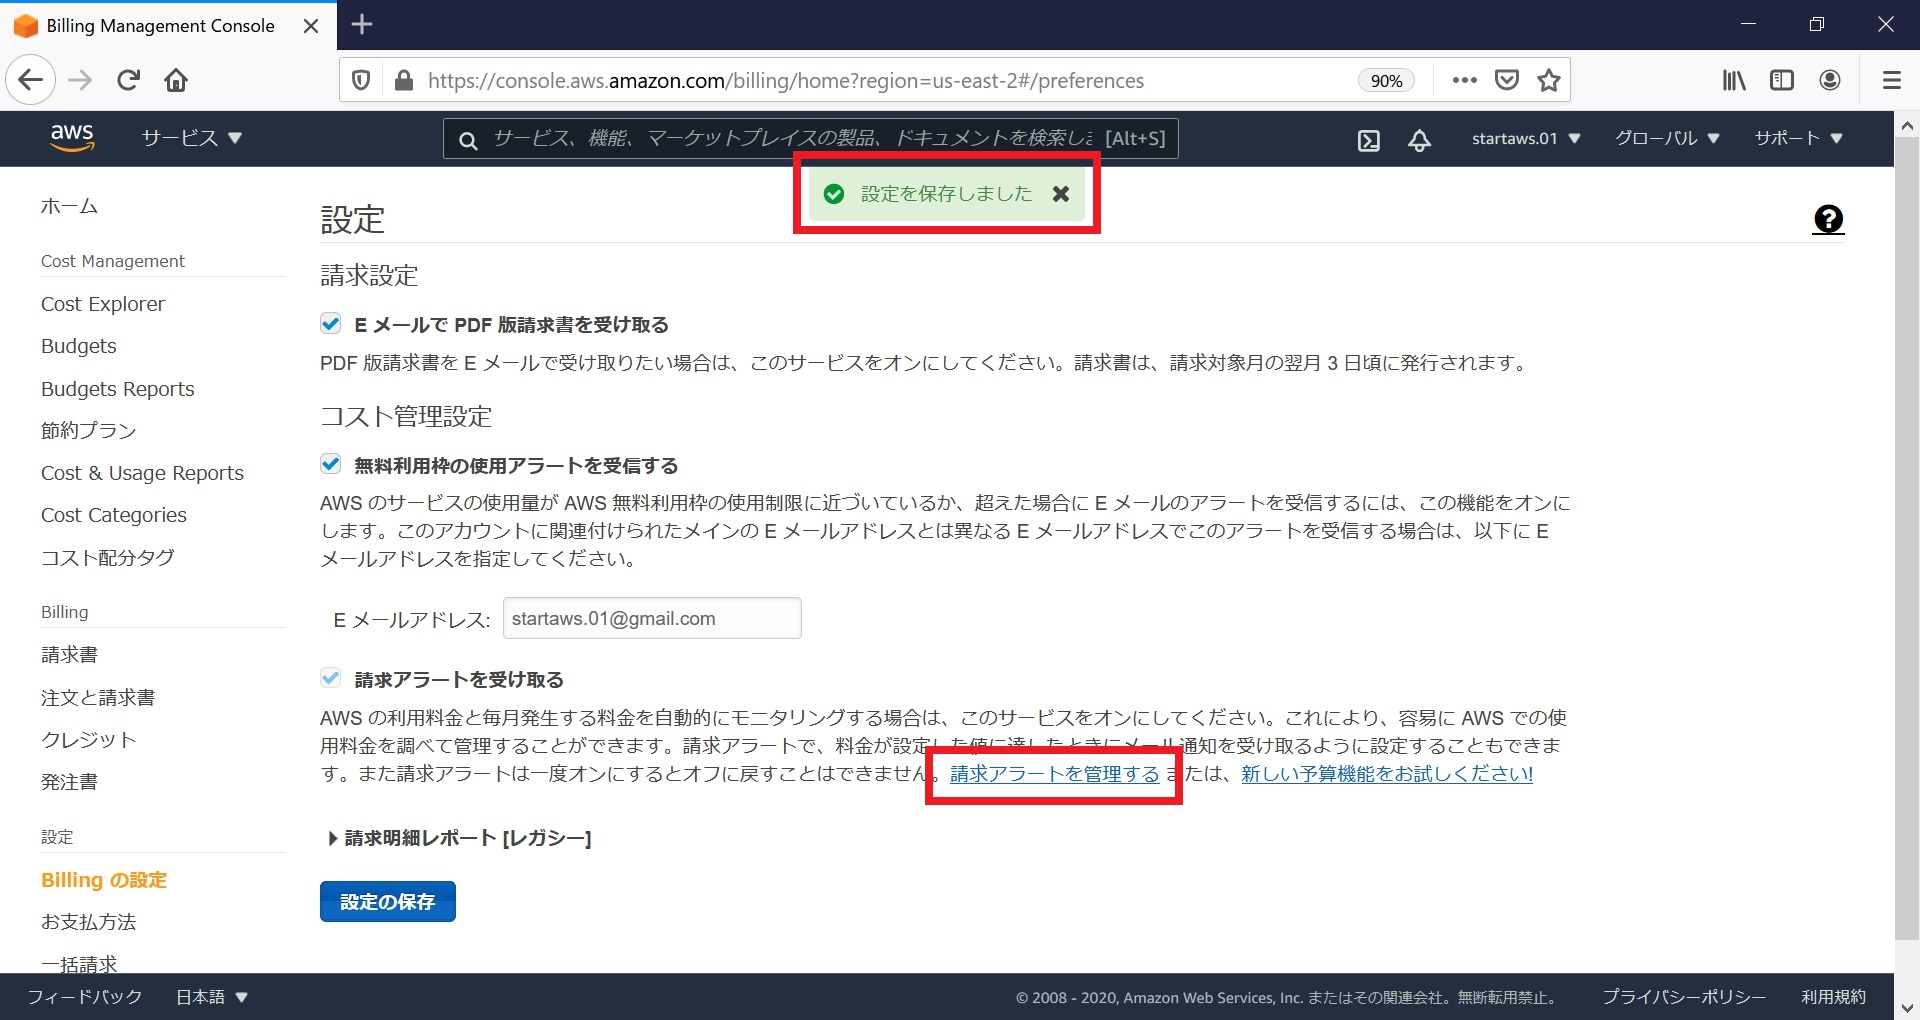 Billing Management Console
https://console.aws.amazon.com/billing/home?region=us-east-2#/preferences
90%
aws
サービス
サービス、機能、マーケットプレイスの製品、ドキュメントを検索しま [Alt+S]
startaws.01
グローバル
サポート
設定を保存しました
ホーム
Cost Management
Cost Explorer
Budgets
Budgets Reports
節約プラン
Cost & Usage Reports
Cost Categories
コスト配分タグ
Billing
請求書
注文と請求書
クレジット
発注書
設定
Billing の設定
お支払方法
一括請求
設定
請求設定
E メールで PDF 版請求書を受け取る
PDF 版請求書を E メールで受け取りたい場合は、このサービスをオンにしてください。請求書は、請求対象月の翌月 3 日頃に発行されます。
コスト管理設定
無料利用枠の使用アラートを受信する
AWS のサービスの使用量が AWS 無料利用枠の使用制限に近づいているか、超えた場合に E メールのアラートを受信するには、この機能をオンに
します。このアカウントに関連付けられたメインの E メールアドレスとは異なる E メールアドレスでこのアラートを受信する場合は、以下に E
メールアドレスを指定してください。
E メールアドレス: startaws.01@gmail.com
請求アラートを受け取る
AWS の利用料金と毎月発生する料金を自動的にモニタリングする場合は、このサービスをオンにしてください。これにより、容易に AWS での使
用料金を調べて管理することができます。請求アラートで、料金が設定した値に達したときにメール通知を受け取るように設定することもできま
す。また請求アラートは一度オンにするとオフに戻すことはできません。請求アラートを管理する または、新しい予算機能をお試しください!
請求明細レポート [レガシー]
設定の保存
フィードバック
日本語
© 2008 - 2020, Amazon Web Services, Inc. またはその関連会社。無断転用禁止。
プライバシーポリシー
利用規約